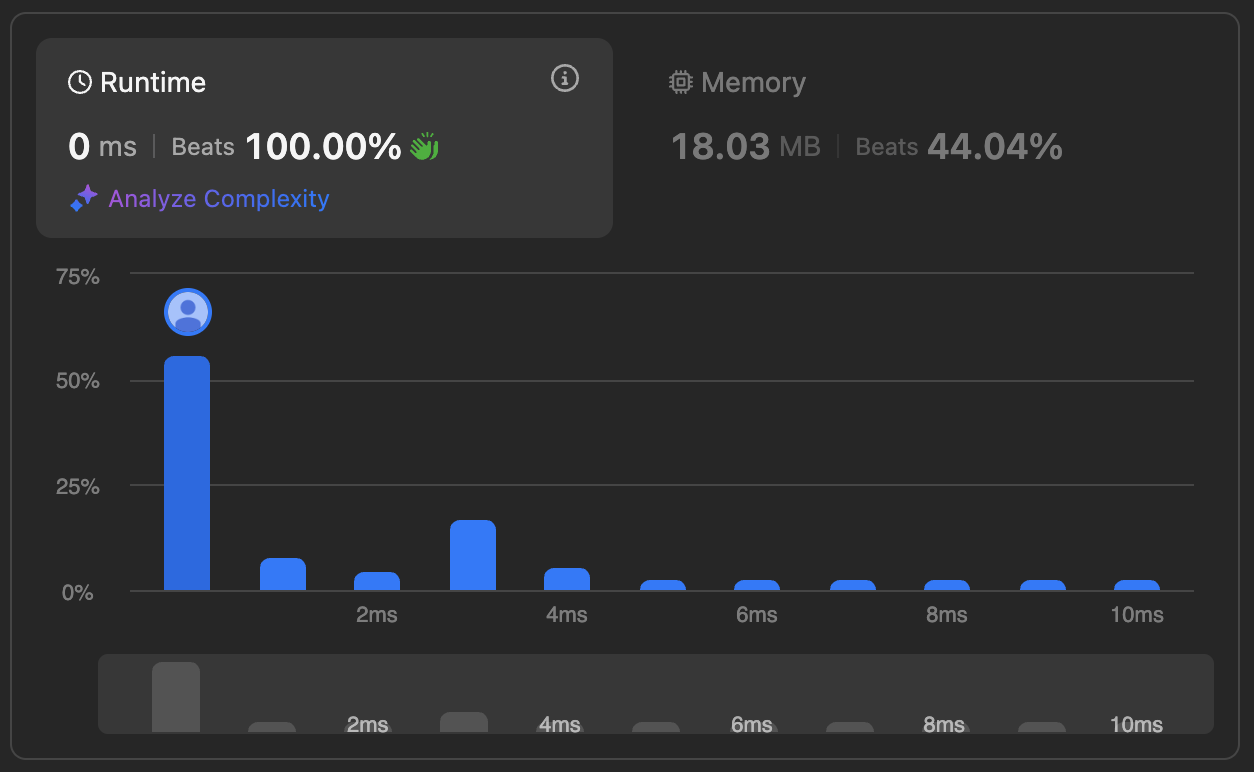 Runtime
0 ms | Beats 100.00%
Analyze Complexity
Memory
18.03 MB | Beats 44.04%
75%
50%
25%
0%
2ms 4ms 6ms 8ms 10ms
2ms 4ms 6ms 8ms 10ms